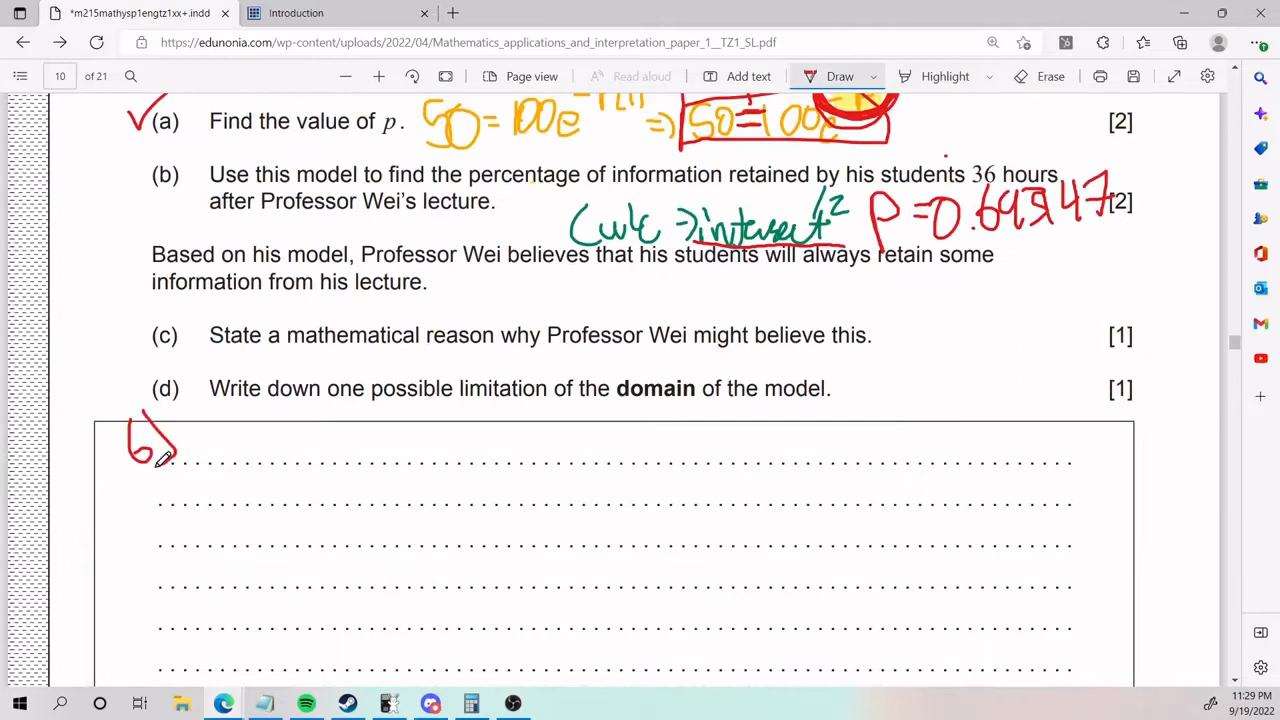 *m215mathysp1engtz1xx+.indd
Introduction
https://edunonia.com/wp-content/uploads/2022/04/Mathematics_applications_and_interpretation_paper_1__TZ1_SL.pdf
10 of 21 Page view Read aloud Add text Draw Highlight Erase
(a) Find the value of p. 50 = 100e => 50 = 100e [2]
(b) Use this model to find the percentage of information retained by his students 36 hours
after Professor Wei's lecture. [2]
=> intersect P = 0.693147
Based on his model, Professor Wei believes that his students will always retain some
information from his lecture.
(c) State a mathematical reason why Professor Wei might believe this. [1]
(d) Write down one possible limitation of the domain of the model. [1]
b)
11:29 PM
9/19/2022